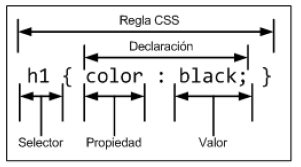 Regla CSS
Declaración
h1 { color : black; }
Selector Propiedad Valor